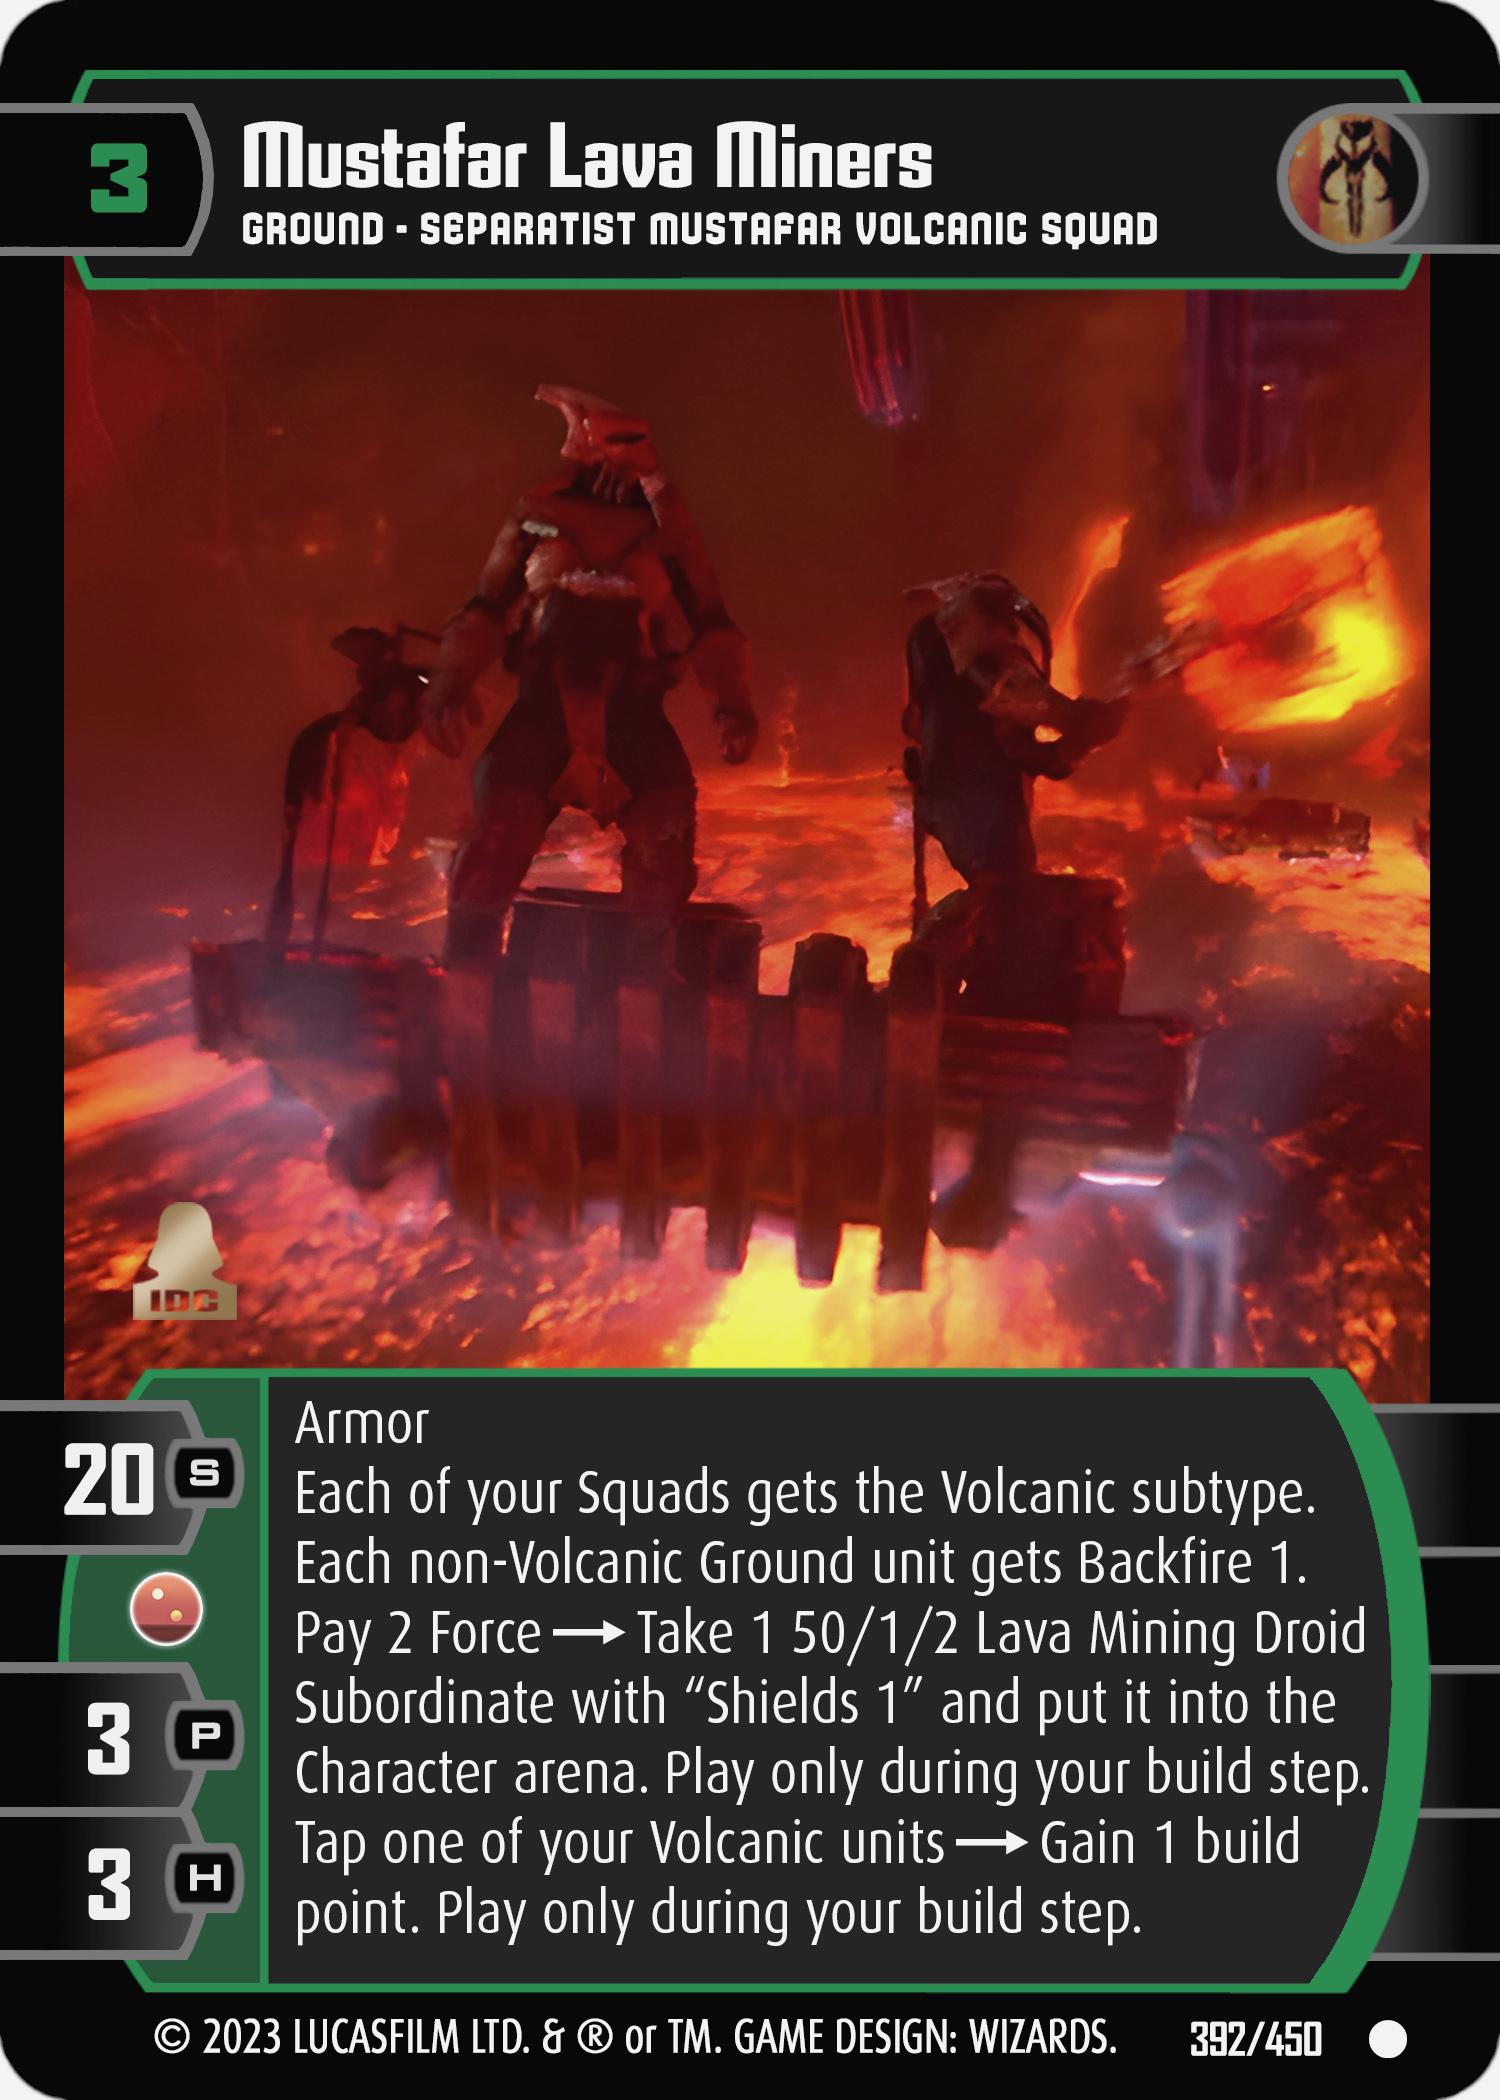 3
Mustafar Lava Miners
GROUND - SEPARATIST MUSTAFAR VOLCANIC SQUAD
IDC
20 S
3 P
3 H
Armor
Each of your Squads gets the Volcanic subtype.
Each non-Volcanic Ground unit gets Backfire 1.
Pay 2 Force → Take 1 50/1/2 Lava Mining Droid
Subordinate with “Shields 1” and put it into the
Character arena. Play only during your build step.
Tap one of your Volcanic units → Gain 1 build
point. Play only during your build step.
© 2023 LUCASFILM LTD. & ® or TM. GAME DESIGN: WIZARDS.
392/450